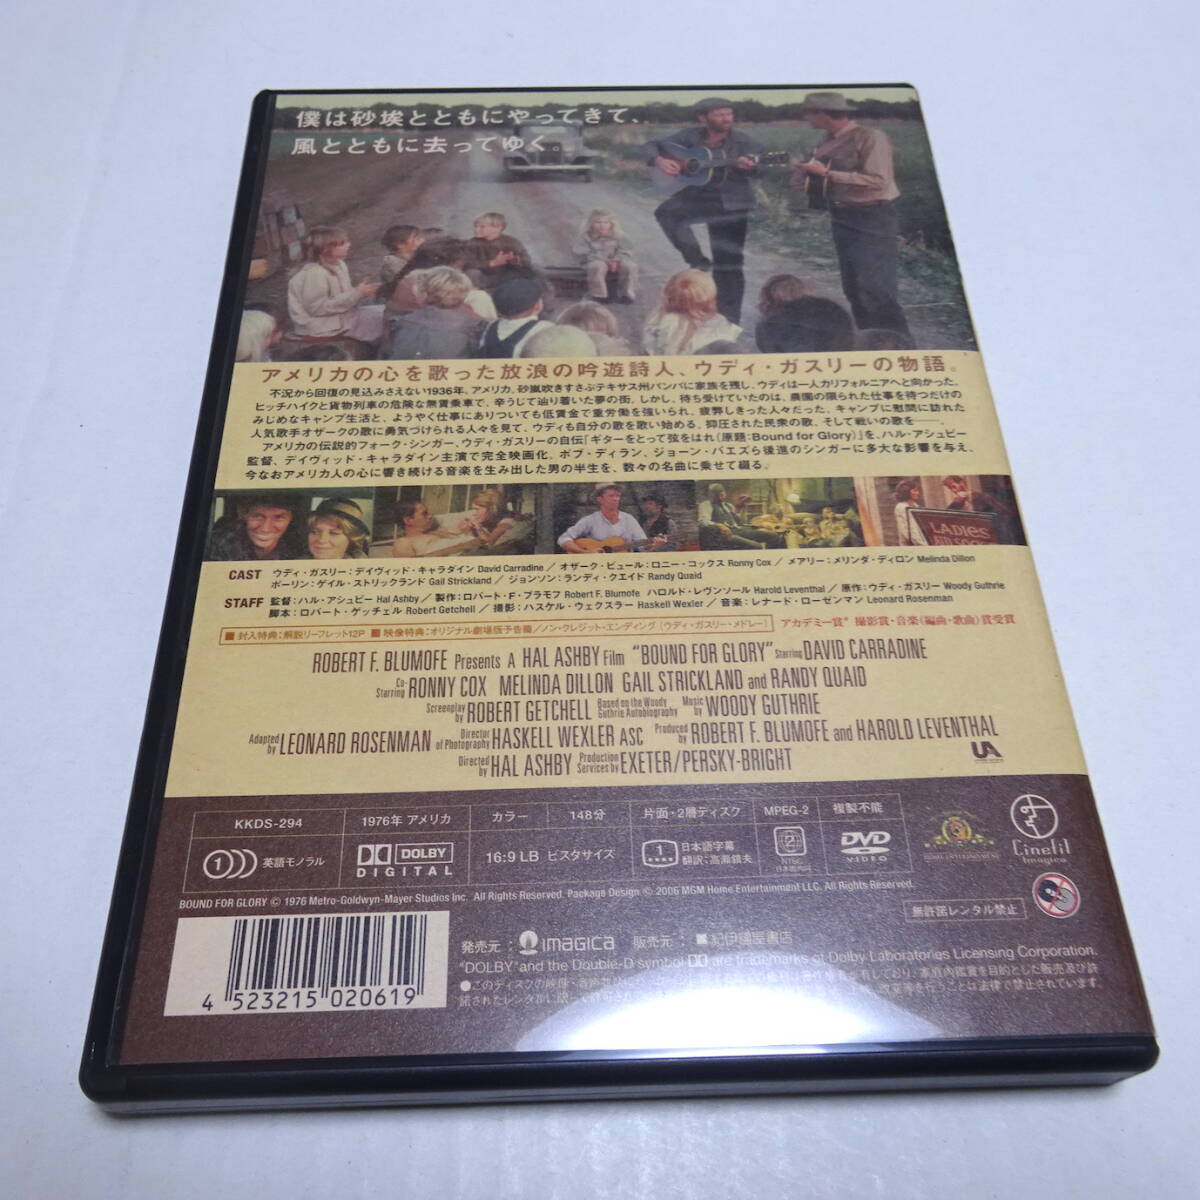 僕は砂埃とともにやってきて、
風とともに去ってゆく。
アメリカの心を歌った放浪の吟遊詩人、ウディ・ガスリーの物語。
不況から回復の見込みさえない1936年、アメリカ。砂嵐吹きすさぶテキサス州パンパに家族を残し、ウディは一人カリフォルニアへと向かった。
ヒッチハイクと貨物列車の危険な無賃乗車で、辛うじて辿り着いた夢の街。しかし、待ち受けていたのは、農園の限られた仕事を待つだけの
みじめなキャンプ生活と、ようやく仕事にありついても低賃金で重労働を強いられ、疲弊しきった人々だった。キャンプに慰問に訪れた
人気歌手オザークの歌に勇気づけられる人々を見て、ウディも自分の歌を歌い始める。抑圧された民衆の歌、そして戦いの歌を——。
アメリカの伝説的フォーク・シンガー、ウディ・ガスリーの自伝「ギターをとって弦をはれ(原題:Bound for Glory)」を、ハル・アシュビー
監督、デイヴィッド・キャラダイン主演で完全映画化。ボブ・ディラン、ジョーン・バエズら後進のシンガーに多大な影響を与え、
今なおアメリカ人の心に響き続ける音楽を生み出した男の半生を、数々の名曲に乗せて綴る。
LADIES
CAST ウディ・ガスリー:デイヴィッド・キャラダイン David Carradine / オザーク・ビュール:ロニー・コックス Ronny Cox / メアリー:メリンダ・ディロン Melinda Dillon
ポーリン:ゲイル・ストリックランド Gail Strickland / ジョンソン:ランディ・クエイド Randy Quaid
STAFF 監督:ハル・アシュビー Hal Ashby / 製作:ロバート・F・ブラモフ Robert F. Blumofe ハロルド・レヴンソール Harold Leventhal / 原作:ウディ・ガスリー Woody Guthrie
脚本:ロバート・ゲッチェル Robert Getchell / 撮影:ハスケル・ウェクスラー Haskell Wexler / 音楽:レナード・ローゼンマン Leonard Rosenman
■ 封入特典:解説リーフレット12P ■ 映像特典:オリジナル劇場版予告編/ノン・クレジット・エンディング(ウディ・ガスリー・メドレー) アカデミー賞® 撮影賞・音楽〈編曲・歌曲〉賞受賞
ROBERT F. BLUMOFE Presents A HAL ASHBY Film "BOUND FOR GLORY" Starring DAVID CARRADINE
Co-Starring RONNY COX MELINDA DILLON GAIL STRICKLAND and RANDY QUAID
Screenplay by ROBERT GETCHELL Based on the Woody Guthrie Autobiography Music by WOODY GUTHRIE
Adapted by LEONARD ROSENMAN Director of Photography HASKELL WEXLER ASC Produced by ROBERT F. BLUMOFE and HAROLD LEVENTHAL
Directed by HAL ASHBY Production Services by EXETER/PERSKY-BRIGHT
UA
KKDS-294 1976年 アメリカ カラー 148分 片面・2層ディスク MPEG-2 複製不能
1 英語モノラル DOLBY DIGITAL 16:9 LB ビスタサイズ 1 日本語字幕 翻訳:高瀬鎮夫 2 NTSC 日本国内向 DVD VIDEO
Cinefil Imagica
BOUND FOR GLORY © 1976 Metro-Goldwyn-Mayer Studios Inc. All Rights Reserved. Package Design. © 2006 MGM Home Entertainment LLC. All Rights Reserved.
無許諾レンタル禁止
発売元: imagica 販売元: 紀伊國屋書店
"DOLBY" and the Double-D symbol are trademarks of Dolby Laboratories Licensing Corporation.
4 523215 020619